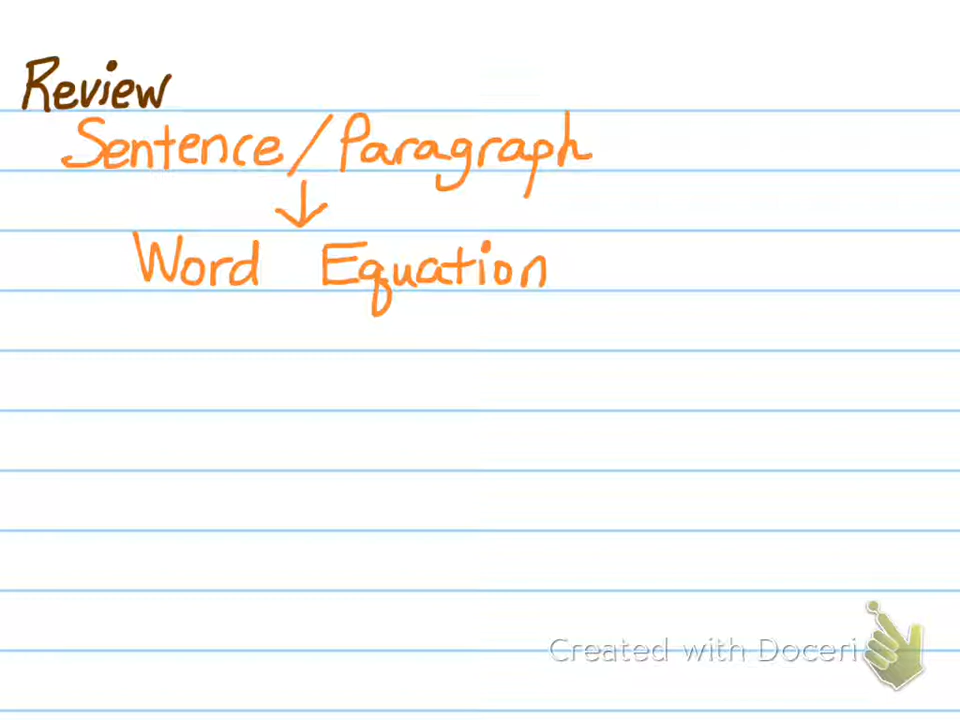 Review
Sentence/Paragraph
↓
Word Equation
Created with Doceri